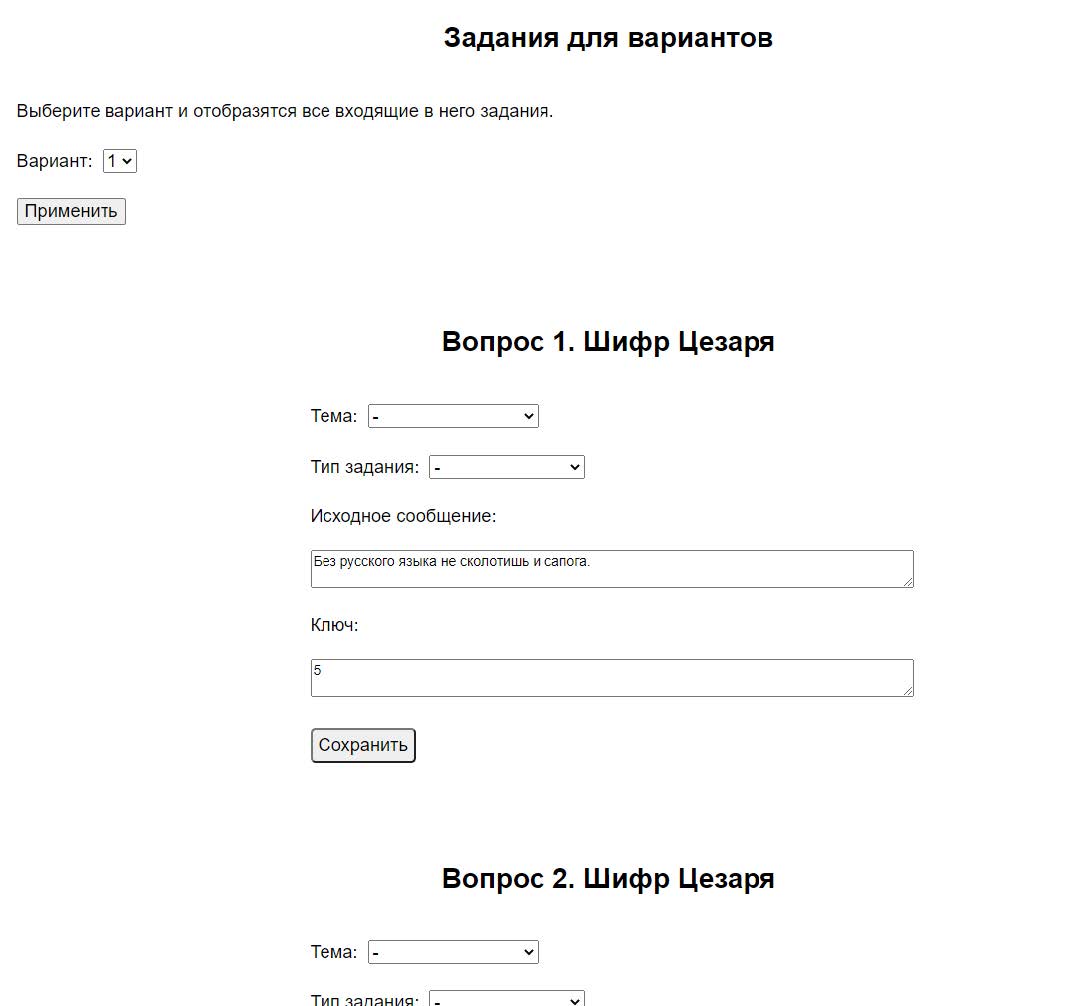 Задания для вариантов
Выберите вариант и отобразятся все входящие в него задания.
Вариант: 1
Применить
Вопрос 1. Шифр Цезаря
Тема: -
Тип задания: -
Исходное сообщение:
Без русского языка не сколотишь и сапога.
Ключ:
5
Сохранить
Вопрос 2. Шифр Цезаря
Тема: -
Тип задания: -